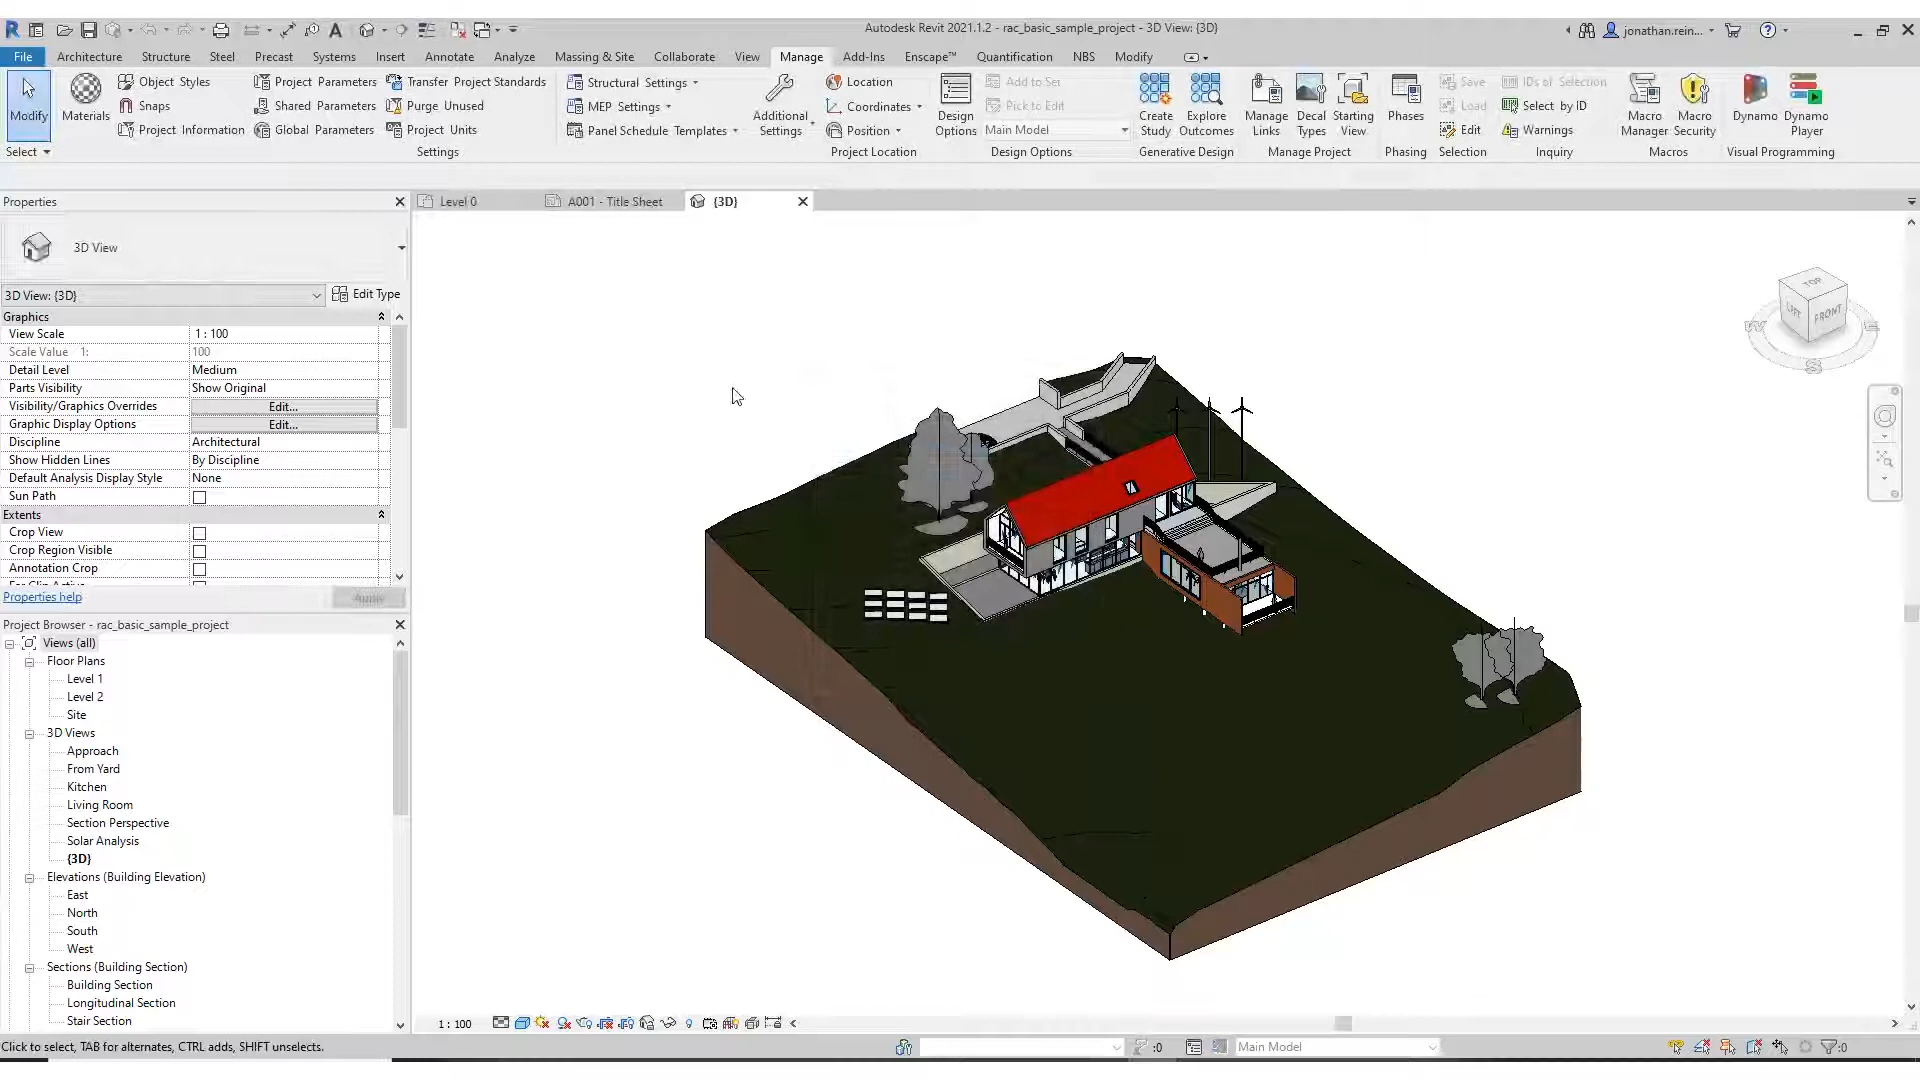 Autodesk Revit 2021.1.2 - rac_basic_sample_project - 3D View: {3D}
jonathan.rein...
File Architecture Structure Steel Precast Systems Insert Annotate Analyze Massing & Site Collaborate View Manage Add-Ins Enscape™ Quantification NBS Modify
Modify
Select
Materials
Object Styles
Snaps
Project Information
Project Parameters
Shared Parameters
Global Parameters
Transfer Project Standards
Purge Unused
Project Units
Settings
Structural Settings
MEP Settings
Panel Schedule Templates
Additional
Settings
Location
Coordinates
Position
Project Location
Design
Options
Add to Set
Pick to Edit
Main Model
Design Options
Create
Study
Explore
Outcomes
Generative Design
Manage
Links
Decal
Types
Starting
View
Manage Project
Phases
Phasing
Save
Load
Edit
Selection
IDs of Selection
Select by ID
Warnings
Inquiry
Macro
Manager
Macro
Security
Macros
Dynamo
Dynamo
Player
Visual Programming
Properties
3D View
3D View: {3D}
Edit Type
Graphics
View Scale 1 : 100
Scale Value 1: 100
Detail Level Medium
Parts Visibility Show Original
Visibility/Graphics Overrides Edit...
Graphic Display Options Edit...
Discipline Architectural
Show Hidden Lines By Discipline
Default Analysis Display Style None
Sun Path
Extents
Crop View
Crop Region Visible
Annotation Crop
Properties help
Apply
Project Browser - rac_basic_sample_project
Views (all)
Floor Plans
Level 1
Level 2
Site
3D Views
Approach
From Yard
Kitchen
Living Room
Section Perspective
Solar Analysis
{3D}
Elevations (Building Elevation)
East
North
South
West
Sections (Building Section)
Building Section
Longitudinal Section
Stair Section
Level 0
A001 - Title Sheet
{3D}
TOP
LEFT
FRONT
W
S
E
1 : 100
Click to select, TAB for alternates, CTRL adds, SHIFT unselects.
:0
Main Model
:0